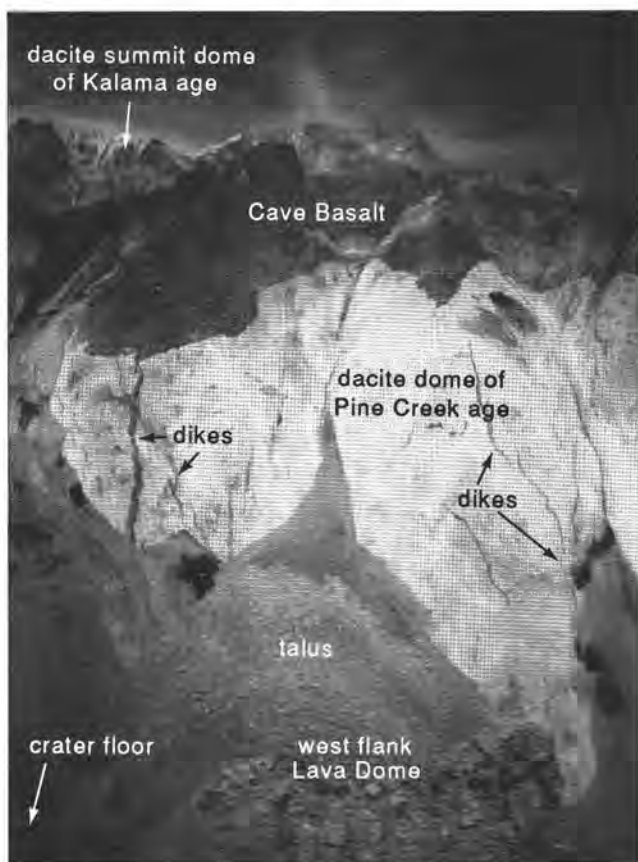 dacite summit dome
of Kalama age
Cave Basalt
dacite dome of
Pine Creek age
dikes
dikes
talus
crater floor
west flank
Lava Dome